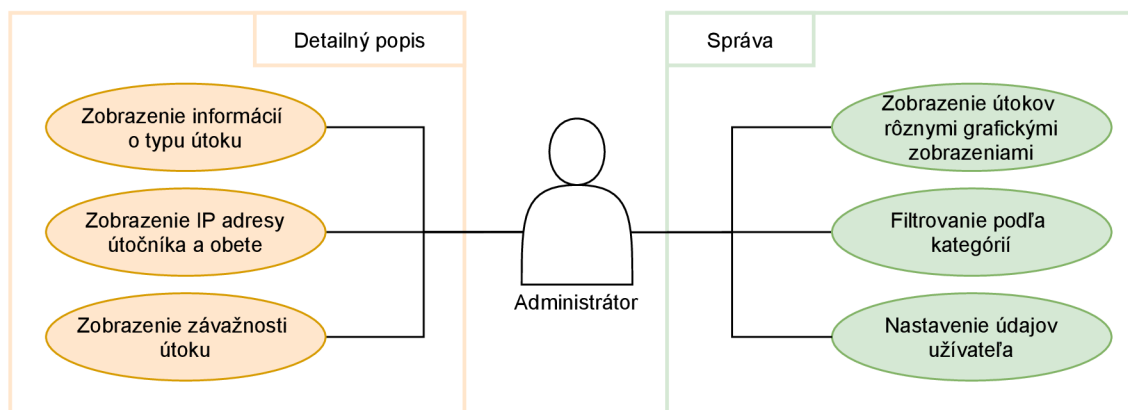 Detailný popis
Zobrazenie informácií
o typu útoku
Zobrazenie IP adresy
útočníka a obete
Zobrazenie závažnosti
útoku
Administrátor
Správa
Zobrazenie útokov
rôznymi grafickými
zobrazeniami
Filtrovanie podľa
kategórií
Nastavenie údajov
užívateľa